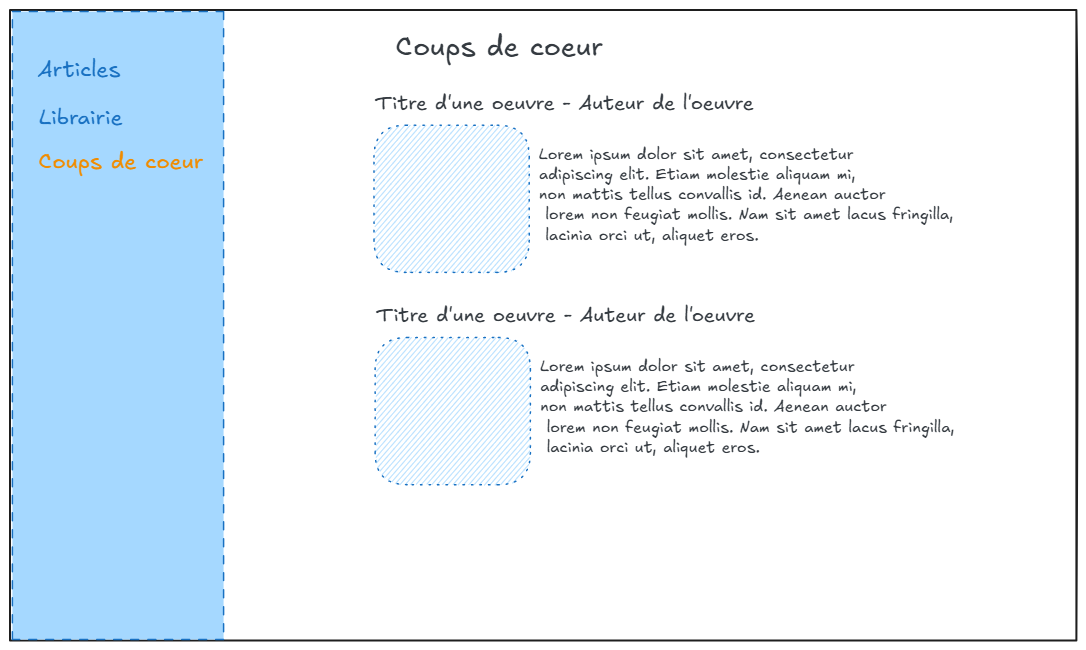 Articles
Librairie
Coups de coeur
Coups de coeur
Titre d'une oeuvre - Auteur de l'oeuvre
Lorem ipsum dolor sit amet, consectetur
adipiscing elit. Etiam molestie aliquam mi,
non mattis tellus convallis id. Aenean auctor
lorem non feugiat mollis. Nam sit amet lacus fringilla,
lacinia orci ut, aliquet eros.
Titre d'une oeuvre - Auteur de l'oeuvre
Lorem ipsum dolor sit amet, consectetur
adipiscing elit. Etiam molestie aliquam mi,
non mattis tellus convallis id. Aenean auctor
lorem non feugiat mollis. Nam sit amet lacus fringilla,
lacinia orci ut, aliquet eros.